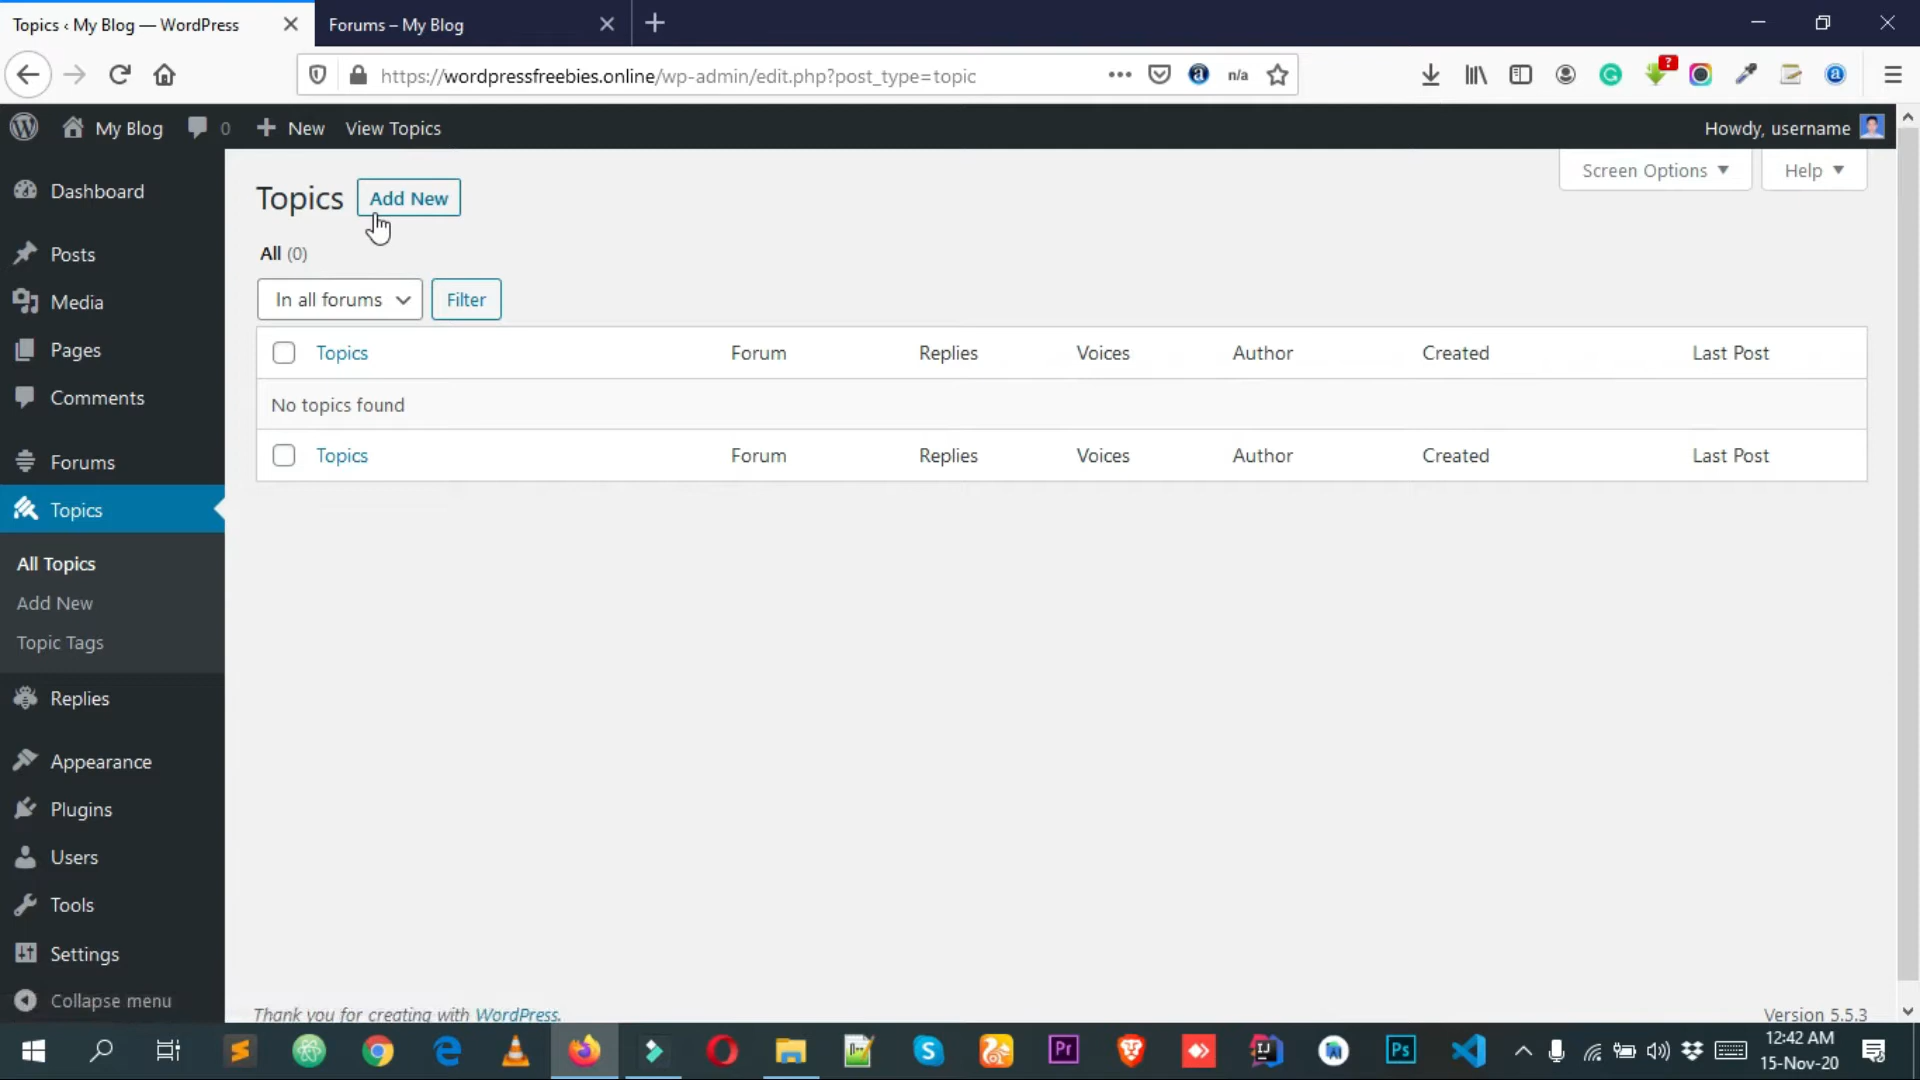 Topics ‹ My Blog — WordPress
Forums – My Blog
https://wordpressfreebies.online/wp-admin/edit.php?post_type=topic
n/a
?
My Blog
0
New
View Topics
Howdy, username
Dashboard
Posts
Media
Pages
Comments
Forums
Topics
All Topics
Add New
Topic Tags
Replies
Appearance
Plugins
Users
Tools
Settings
Collapse menu
Screen Options
Help
Topics
Add New
All (0)
In all forums
Filter
Topics Forum Replies Voices Author Created Last Post
No topics found
Topics Forum Replies Voices Author Created Last Post
Thank you for creating with WordPress.
Version 5.5.3
Pr
Ps
12:42 AM
15-Nov-20